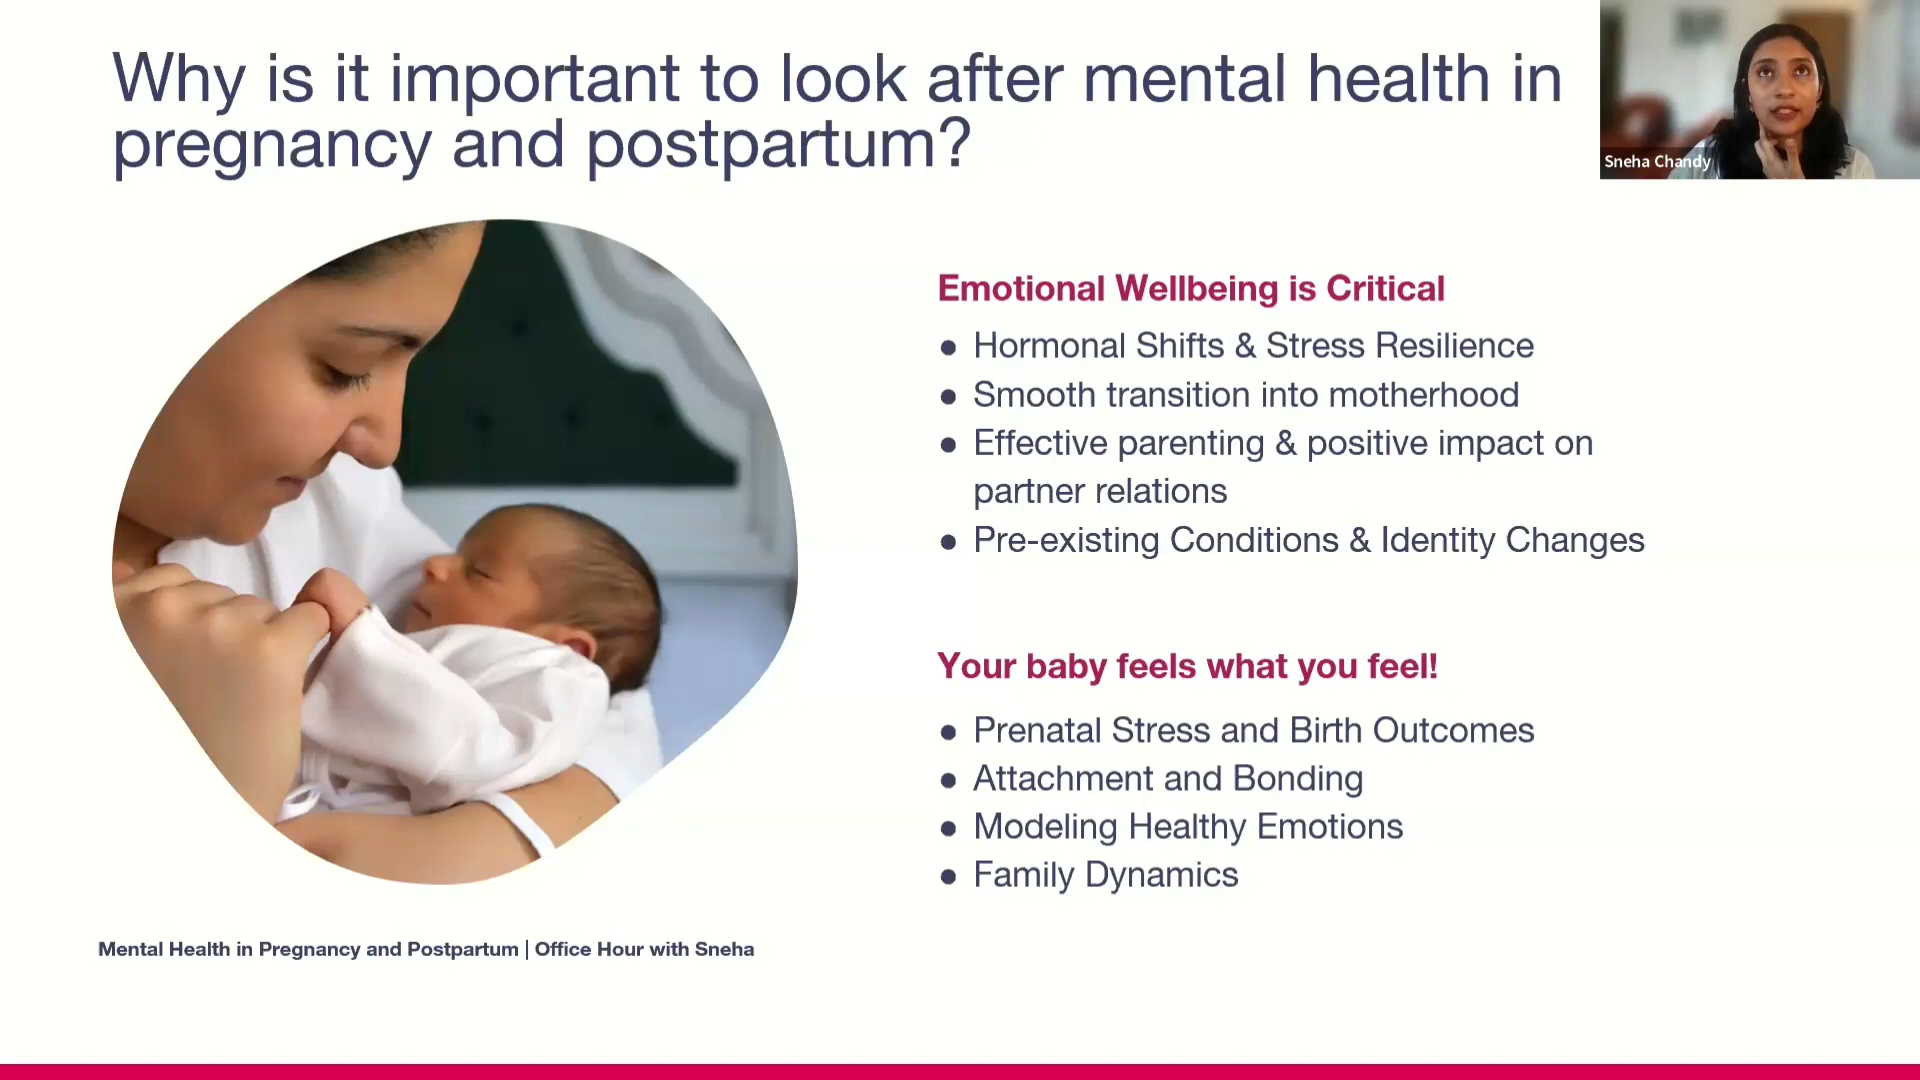 Why is it important to look after mental health in
pregnancy and postpartum?
Sneha Chandy
Emotional Wellbeing is Critical
● Hormonal Shifts & Stress Resilience
● Smooth transition into motherhood
● Effective parenting & positive impact on
partner relations
● Pre-existing Conditions & Identity Changes
Your baby feels what you feel!
● Prenatal Stress and Birth Outcomes
● Attachment and Bonding
● Modeling Healthy Emotions
● Family Dynamics
Mental Health in Pregnancy and Postpartum | Office Hour with Sneha